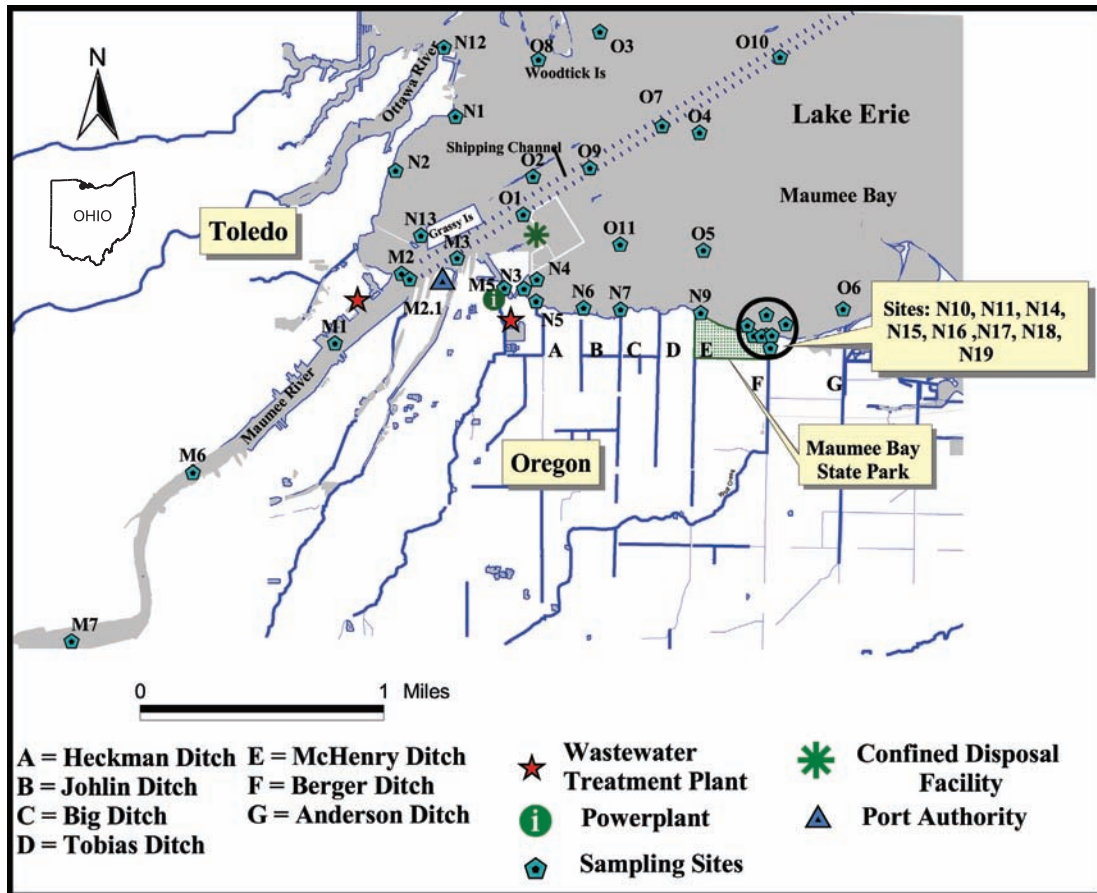 N
OHIO
Toledo
Oregon
Ottawa River
N12
O8
Woodtick Is
O3
O10
Lake Erie
Maumee Bay
N1
O7
O4
Shipping Channel
N2
O2
O9
O1
N13
Grassy Is
M3
O11
O5
M2
M2.1
M5
N3
N4
N5
N6
N7
N9
O6
M1
Maumee River
A
B
C
D
E
F
G
Sites: N10, N11, N14,
N15, N16 ,N17, N18,
N19
Maumee Bay
State Park
M6
M7
0
1
Miles
A = Heckman Ditch
B = Johlin Ditch
C = Big Ditch
D = Tobias Ditch
E = McHenry Ditch
F = Berger Ditch
G = Anderson Ditch
Wastewater
Treatment Plant
i
Powerplant
Sampling Sites
Confined Disposal
Facility
Port Authority